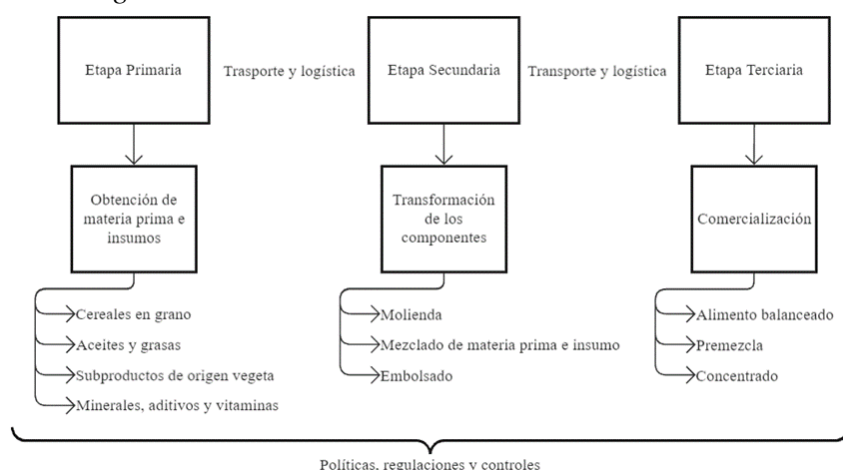 Etapa Primaria
Trasporte y logística
Etapa Secundaria
Transporte y logística
Etapa Terciaria
Obtención de
materia prima e
insumos
Transformación
de los
componentes
Comercialización
Cereales en grano
Aceites y grasas
Subproductos de origen vegeta
Minerales, aditivos y vitaminas
Molienda
Mezclado de materia prima e insumo
Embolsado
Alimento balanceado
Premezcla
Concentrado
Políticas, regulaciones y controles